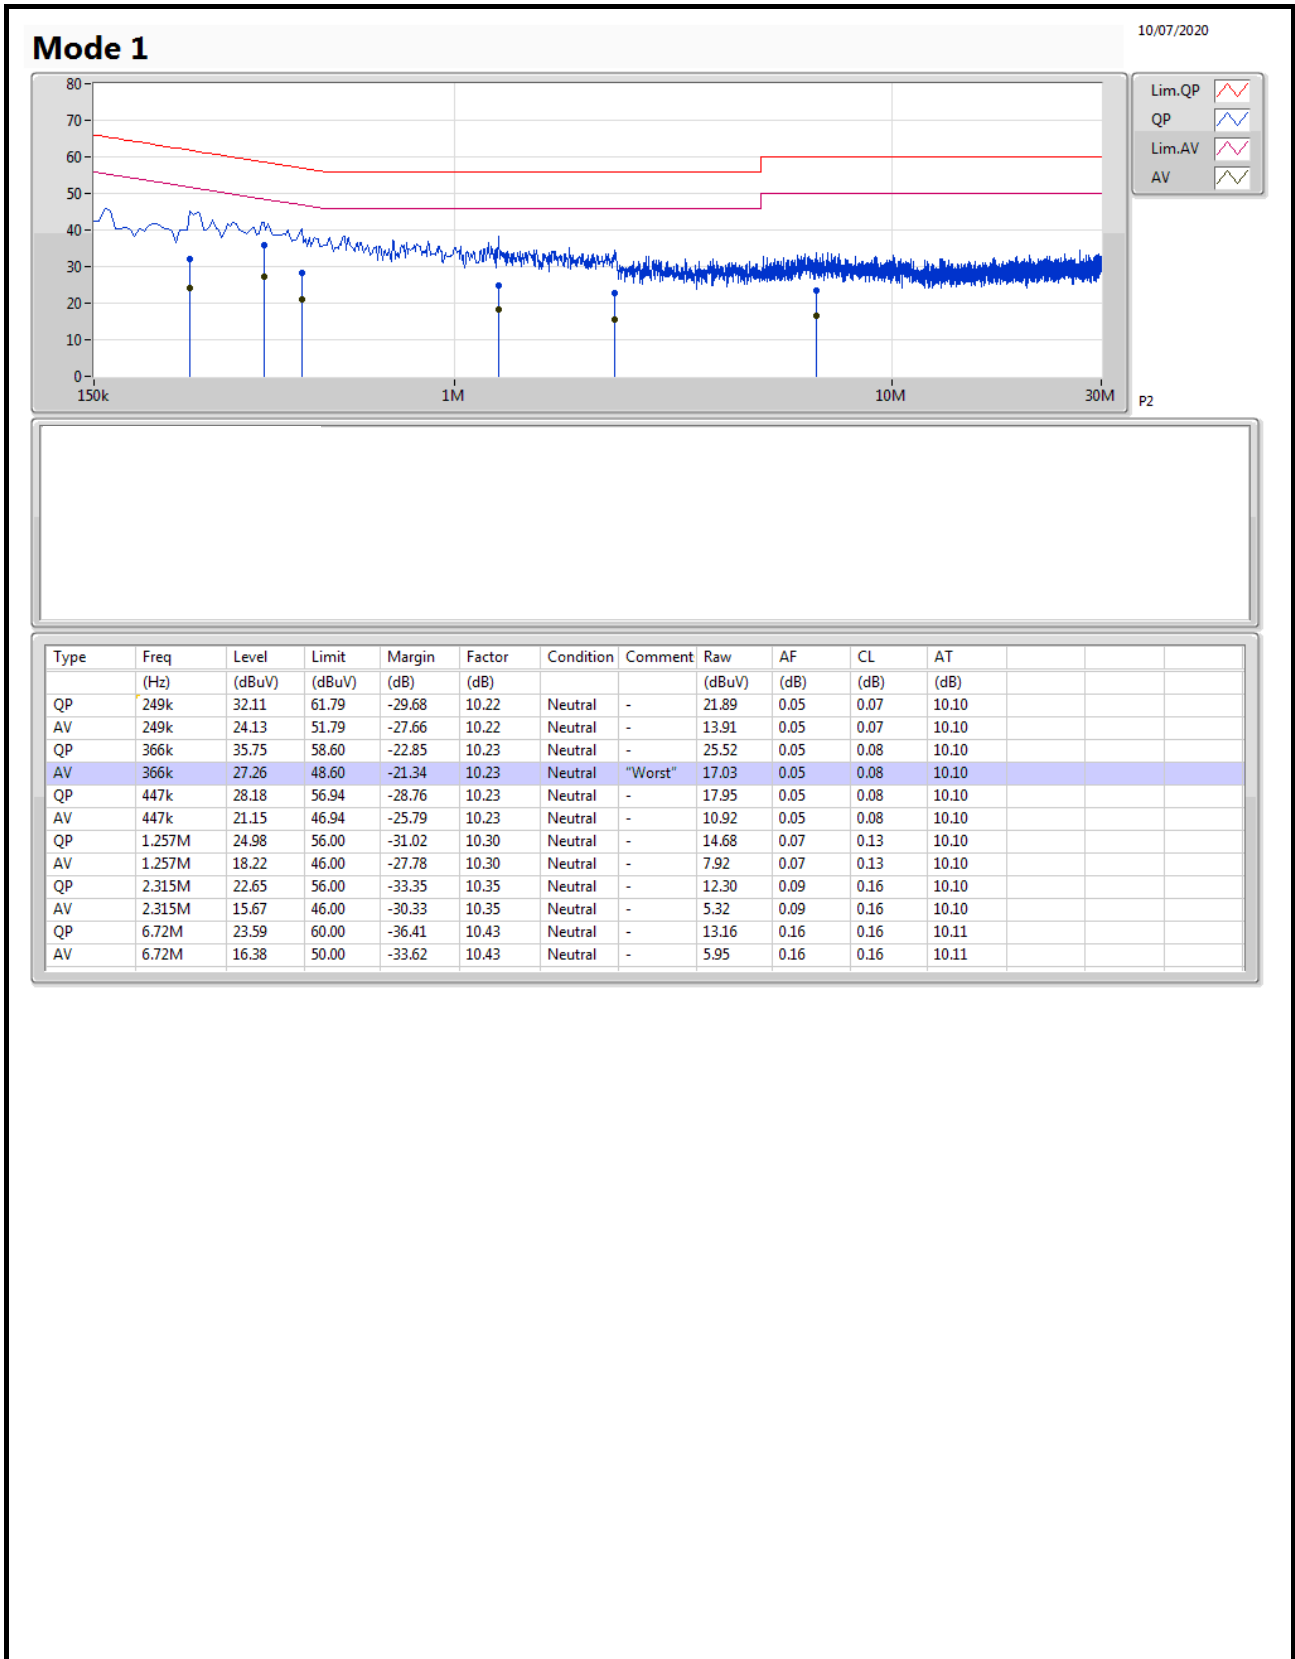 10/07/2020
Mode 1
80
70
60
50
40
30
20
10
0
150k 1M 10M 30M
Lim.QP
QP
Lim.AV
AV
P2
Type Freq Level Limit Margin Factor Condition Comment Raw AF CL AT
(Hz) (dBuV) (dBuV) (dB) (dB) (dBuV) (dB) (dB) (dB)
QP 249k 32.11 61.79 -29.68 10.22 Neutral - 21.89 0.05 0.07 10.10
AV 249k 24.13 51.79 -27.66 10.22 Neutral - 13.91 0.05 0.07 10.10
QP 366k 35.75 58.60 -22.85 10.23 Neutral - 25.52 0.05 0.08 10.10
AV 366k 27.26 48.60 -21.34 10.23 Neutral "Worst" 17.03 0.05 0.08 10.10
QP 447k 28.18 56.94 -28.76 10.23 Neutral - 17.95 0.05 0.08 10.10
AV 447k 21.15 46.94 -25.79 10.23 Neutral - 10.92 0.05 0.08 10.10
QP 1.257M 24.98 56.00 -31.02 10.30 Neutral - 14.68 0.07 0.13 10.10
AV 1.257M 18.22 46.00 -27.78 10.30 Neutral - 7.92 0.07 0.13 10.10
QP 2.315M 22.65 56.00 -33.35 10.35 Neutral - 12.30 0.09 0.16 10.10
AV 2.315M 15.67 46.00 -30.33 10.35 Neutral - 5.32 0.09 0.16 10.10
QP 6.72M 23.59 60.00 -36.41 10.43 Neutral - 13.16 0.16 0.16 10.11
AV 6.72M 16.38 50.00 -33.62 10.43 Neutral - 5.95 0.16 0.16 10.11